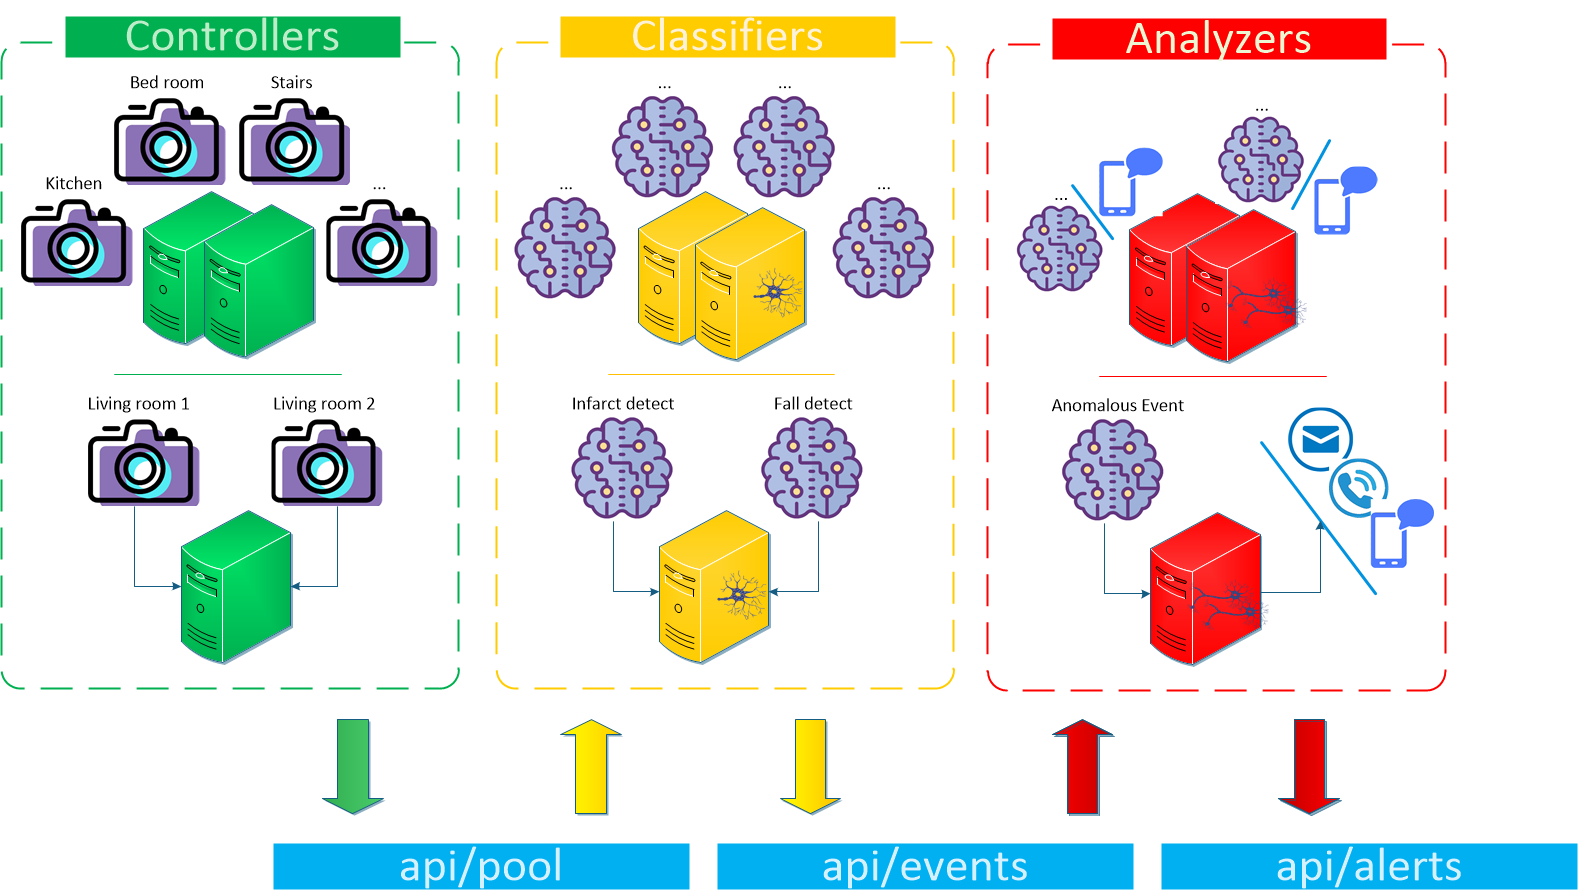 Controllers
Bed room
Stairs
Kitchen
...
Living room 1
Living room 2
Classifiers
...
...
...
...
Infarct detect
Fall detect
Analyzers
...
...
Anomalous Event
api/pool
api/events
api/alerts